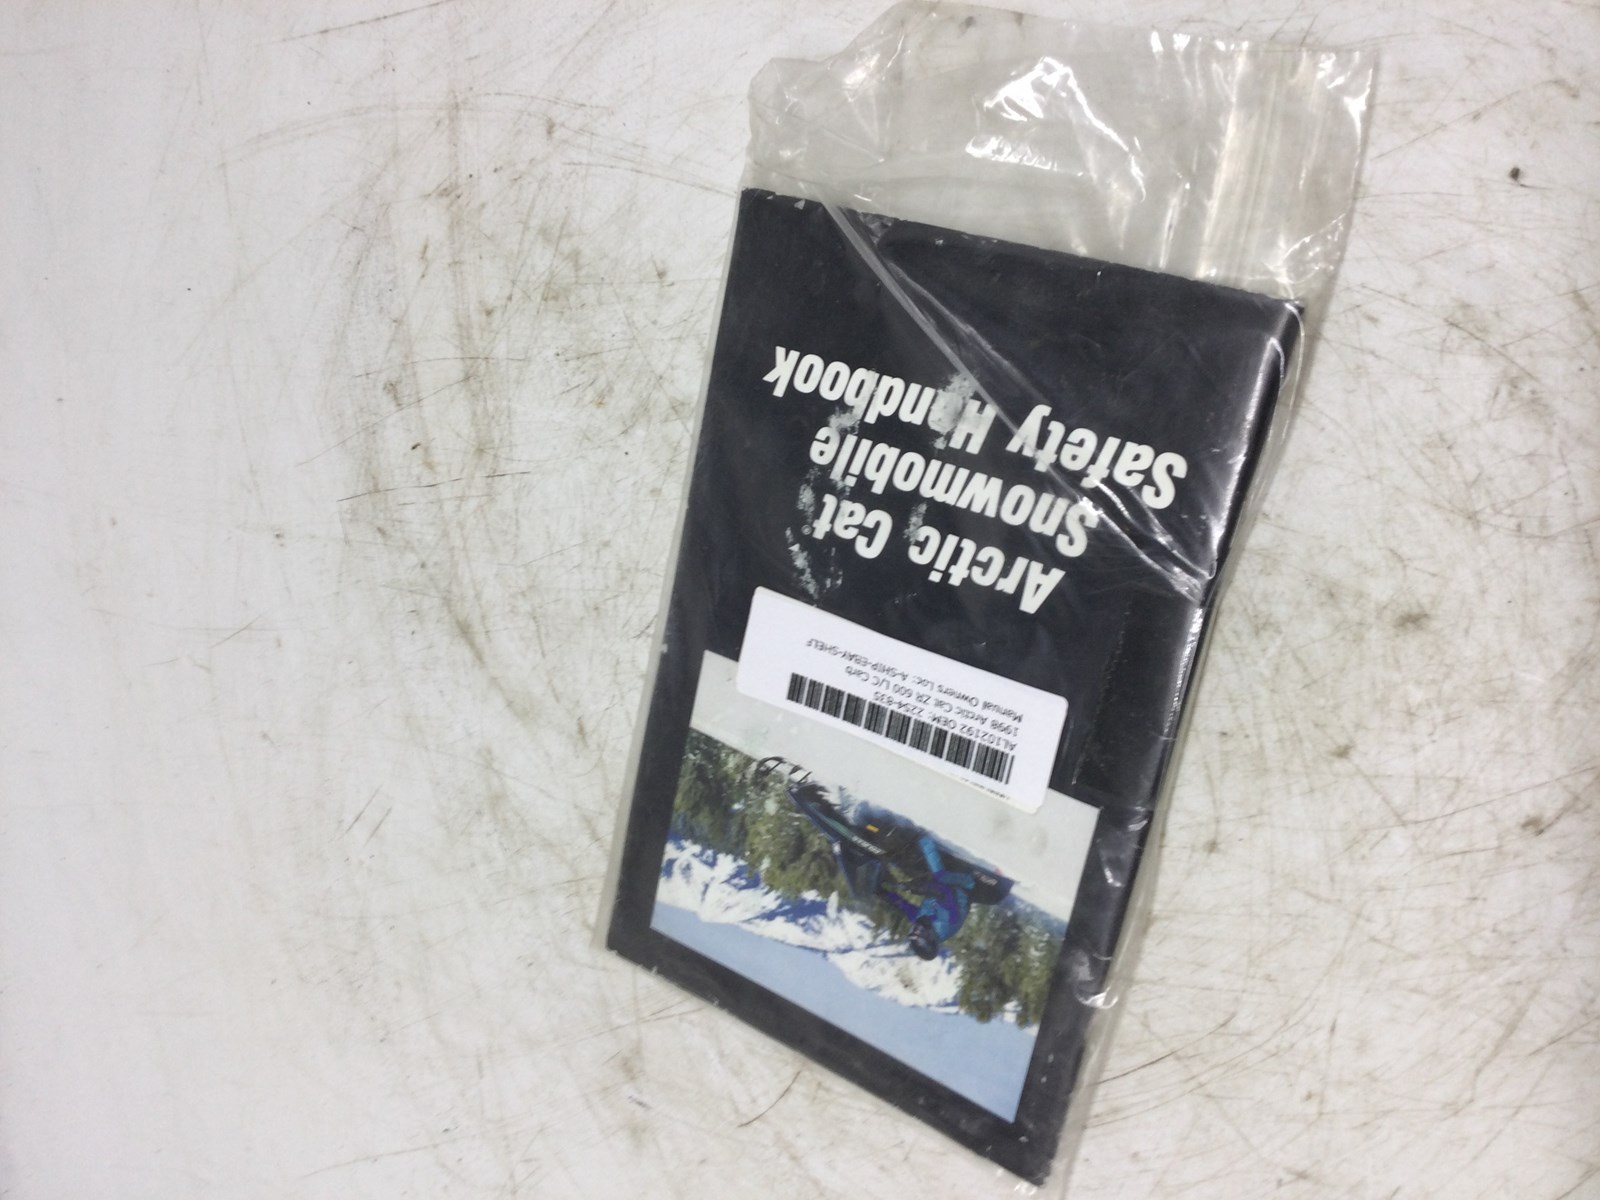 AL102192 OEM: 2254-835
1998 Arctic Cat ZR 600 L/C Carb
Manual Owners Loc: A-SHIP-EBAY-SHELF
Arctic Cat
Snowmobile
Safety Handbook